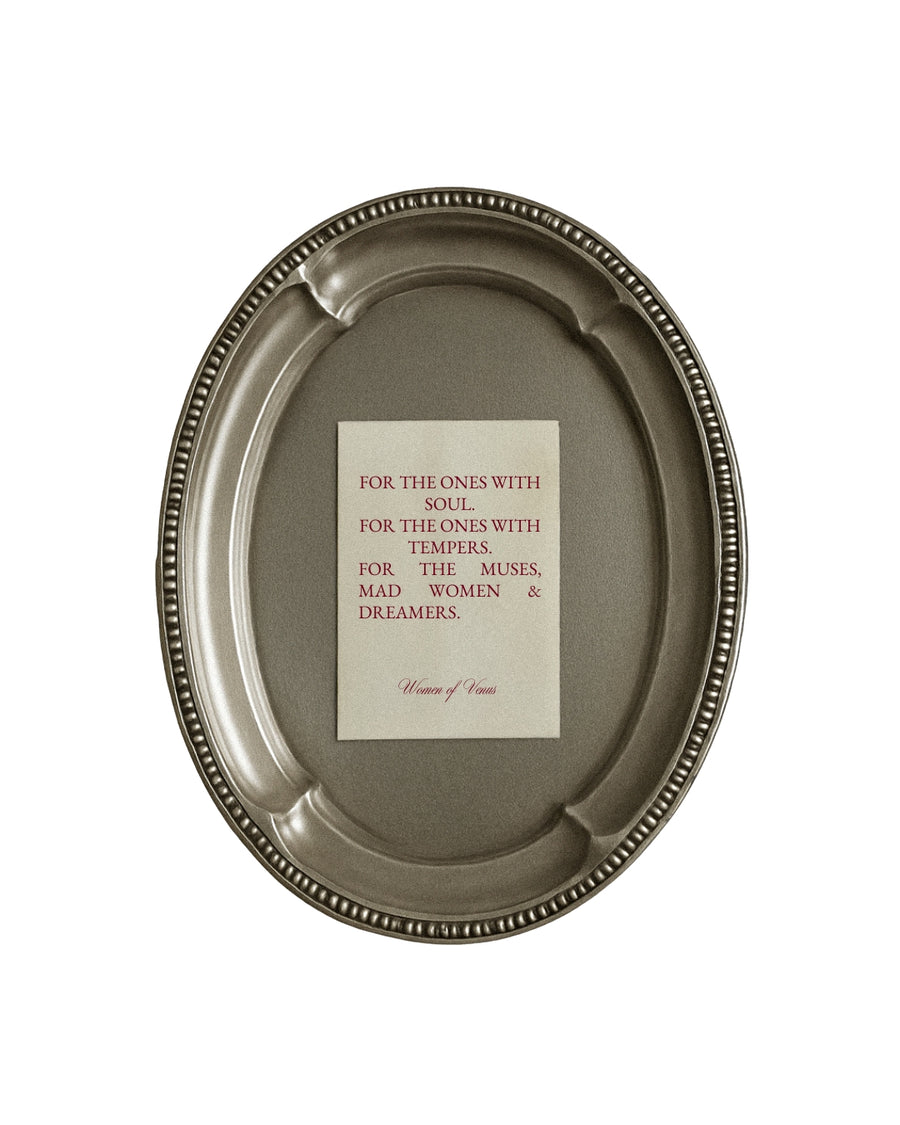 FOR THE ONES WITH
SOUL.
FOR THE ONES WITH
TEMPERS.
FOR THE MUSES,
MAD WOMEN &
DREAMERS.
Women of Venus